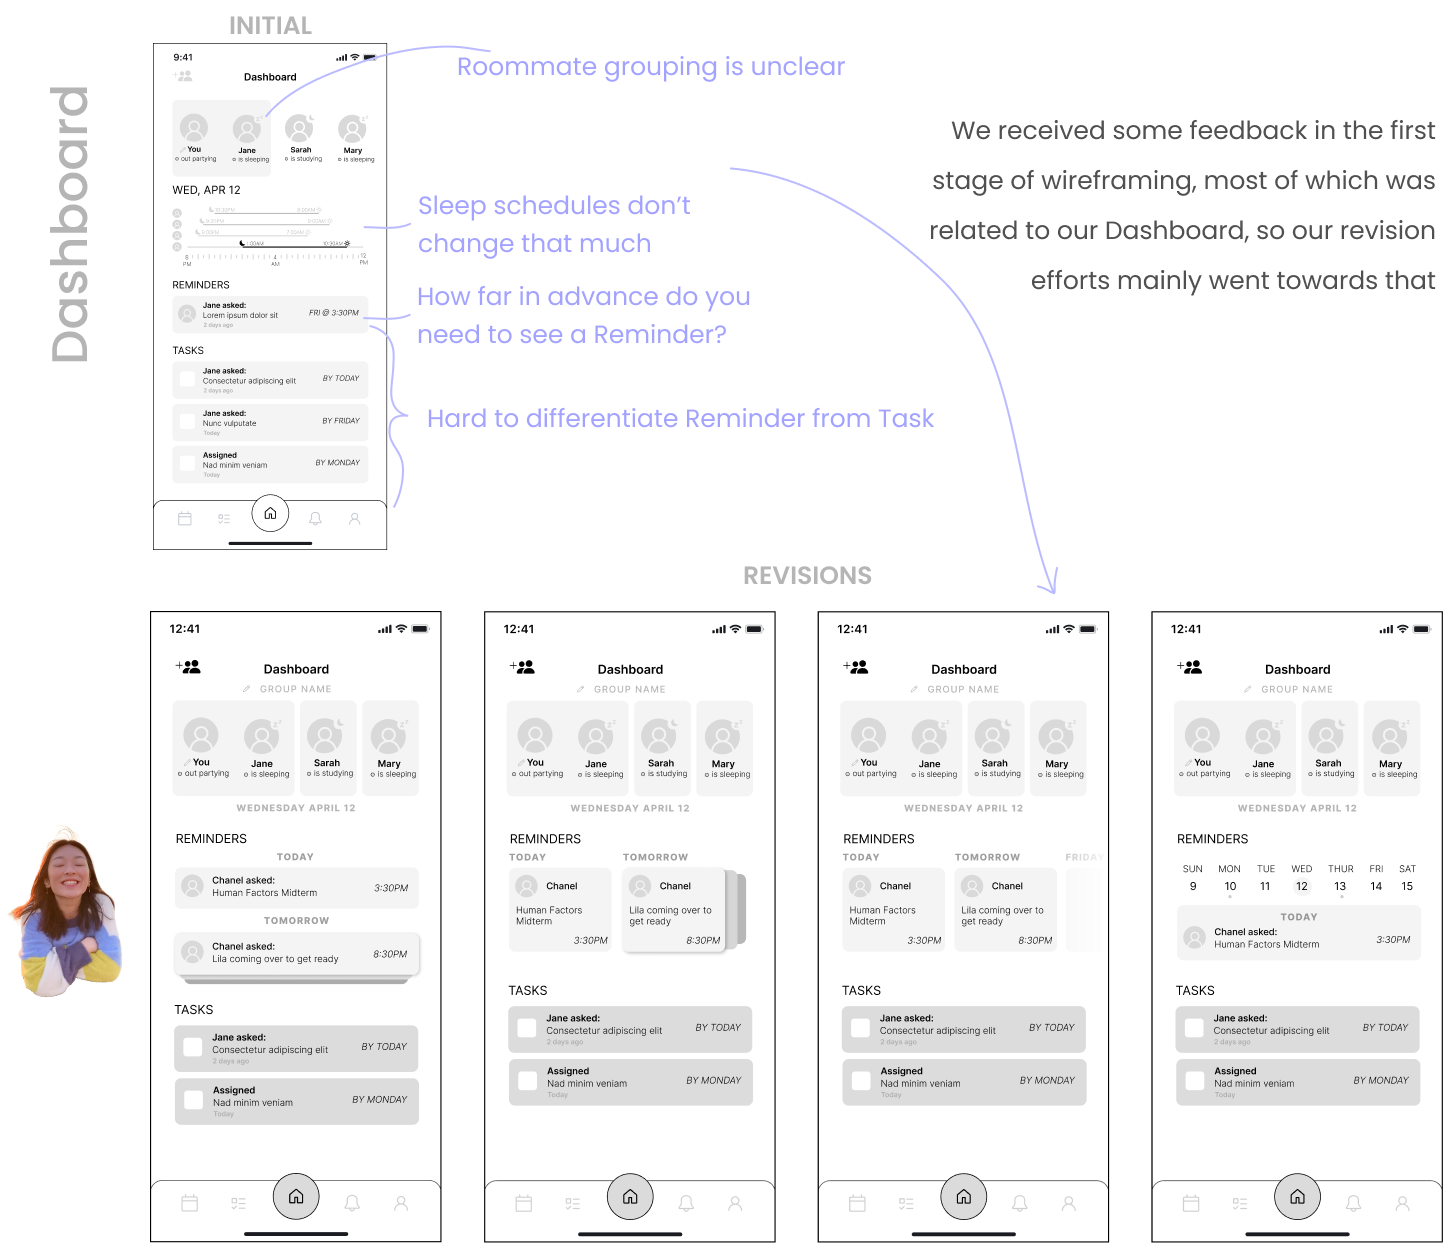 INITIAL
Dashboard
9:41
Dashboard
You
out partying
Jane
is sleeping
Sarah
is studying
Mary
is sleeping
WED, APR 12
10:30PM
6:00AM
9:30PM
9:00PM
7:00AM
1:00AM
10:30AM
8
PM
4
AM
12
PM
REMINDERS
Jane asked:
Lorem ipsum dolor sit
2 days ago
FRI @ 3:30PM
TASKS
Jane asked:
Consectetur adipiscing elit
2 days ago
BY TODAY
Jane asked:
Nunc vulputate
Today
BY FRIDAY
Assigned
Nad minim veniam
Today
BY MONDAY
Roommate grouping is unclear
Sleep schedules don't
change that much
How far in advance do you
need to see a Reminder?
Hard to differentiate Reminder from Task
We received some feedback in the first
stage of wireframing, most of which was
related to our Dashboard, so our revision
efforts mainly went towards that
REVISIONS
12:41
Dashboard
GROUP NAME
You
out partying
Jane
is sleeping
Sarah
is studying
Mary
is sleeping
WEDNESDAY APRIL 12
REMINDERS
TODAY
Chanel asked:
Human Factors Midterm
3:30PM
TOMORROW
Chanel asked:
Lila coming over to get ready
8:30PM
TASKS
Jane asked:
Consectetur adipiscing elit
2 days ago
BY TODAY
Assigned
Nad minim veniam
Today
BY MONDAY
12:41
Dashboard
GROUP NAME
You
out partying
Jane
is sleeping
Sarah
is studying
Mary
is sleeping
WEDNESDAY APRIL 12
REMINDERS
TODAY
Chanel
Human Factors
Midterm
3:30PM
TOMORROW
Chanel
Lila coming over to
get ready
8:30PM
TASKS
Jane asked:
Consectetur adipiscing elit
2 days ago
BY TODAY
Assigned
Nad minim veniam
Today
BY MONDAY
12:41
Dashboard
GROUP NAME
You
out partying
Jane
is sleeping
Sarah
is studying
Mary
is sleeping
WEDNESDAY APRIL 12
REMINDERS
TODAY
Chanel
Human Factors
Midterm
3:30PM
TOMORROW
Chanel
Lila coming over to
get ready
8:30PM
FRIDAY
TASKS
Jane asked:
Consectetur adipiscing elit
2 days ago
BY TODAY
Assigned
Nad minim veniam
Today
BY MONDAY
12:41
Dashboard
GROUP NAME
You
out partying
Jane
is sleeping
Sarah
is studying
Mary
is sleeping
WEDNESDAY APRIL 12
REMINDERS
SUN MON TUE WED THUR FRI SAT
9 10 11 12 13 14 15
TODAY
Chanel asked:
Human Factors Midterm
3:30PM
TASKS
Jane asked:
Consectetur adipiscing elit
2 days ago
BY TODAY
Assigned
Nad minim veniam
Today
BY MONDAY